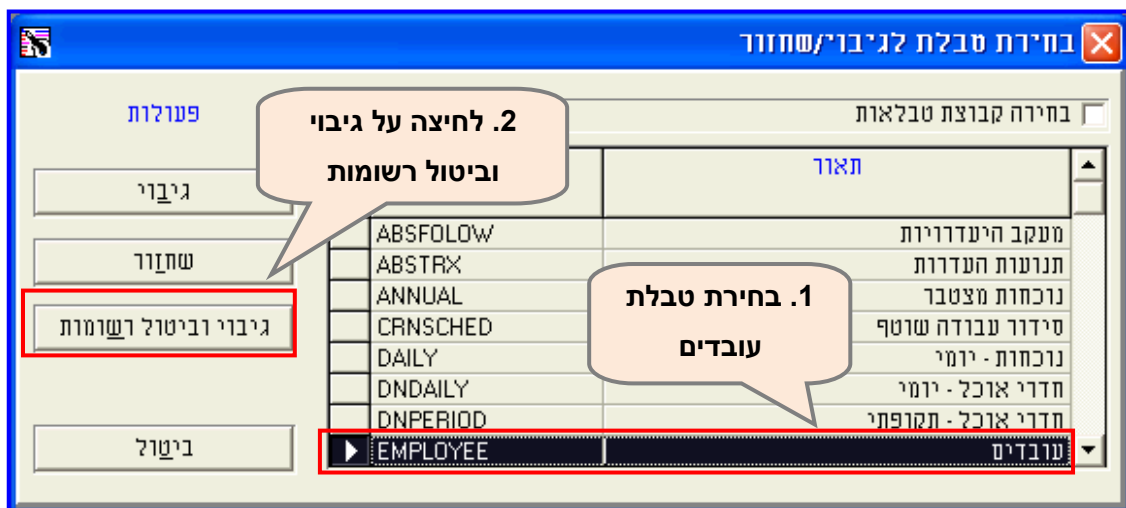 בחירת טבלת לגיבוי/שחזור
בחירה קבוצת טבלאות
פעולות
2. לחיצה על גיבוי
וביטול רשומות
תאור
גיבוי
ABSFOLOW מעקב היעדרויות
שחזור
ABSTRX תנועות העדרות
ANNUAL נוכחות מצטבר
1. בחירת טבלת
עובדים
גיבוי וביטול רשומות
CRNSCHED סידור עבודה שוטף
DAILY נוכחות - יומי
DNDAILY חדרי אוכל - יומי
DNPERIOD חדרי אוכל - תקופתי
EMPLOYEE עובדים
ביטול